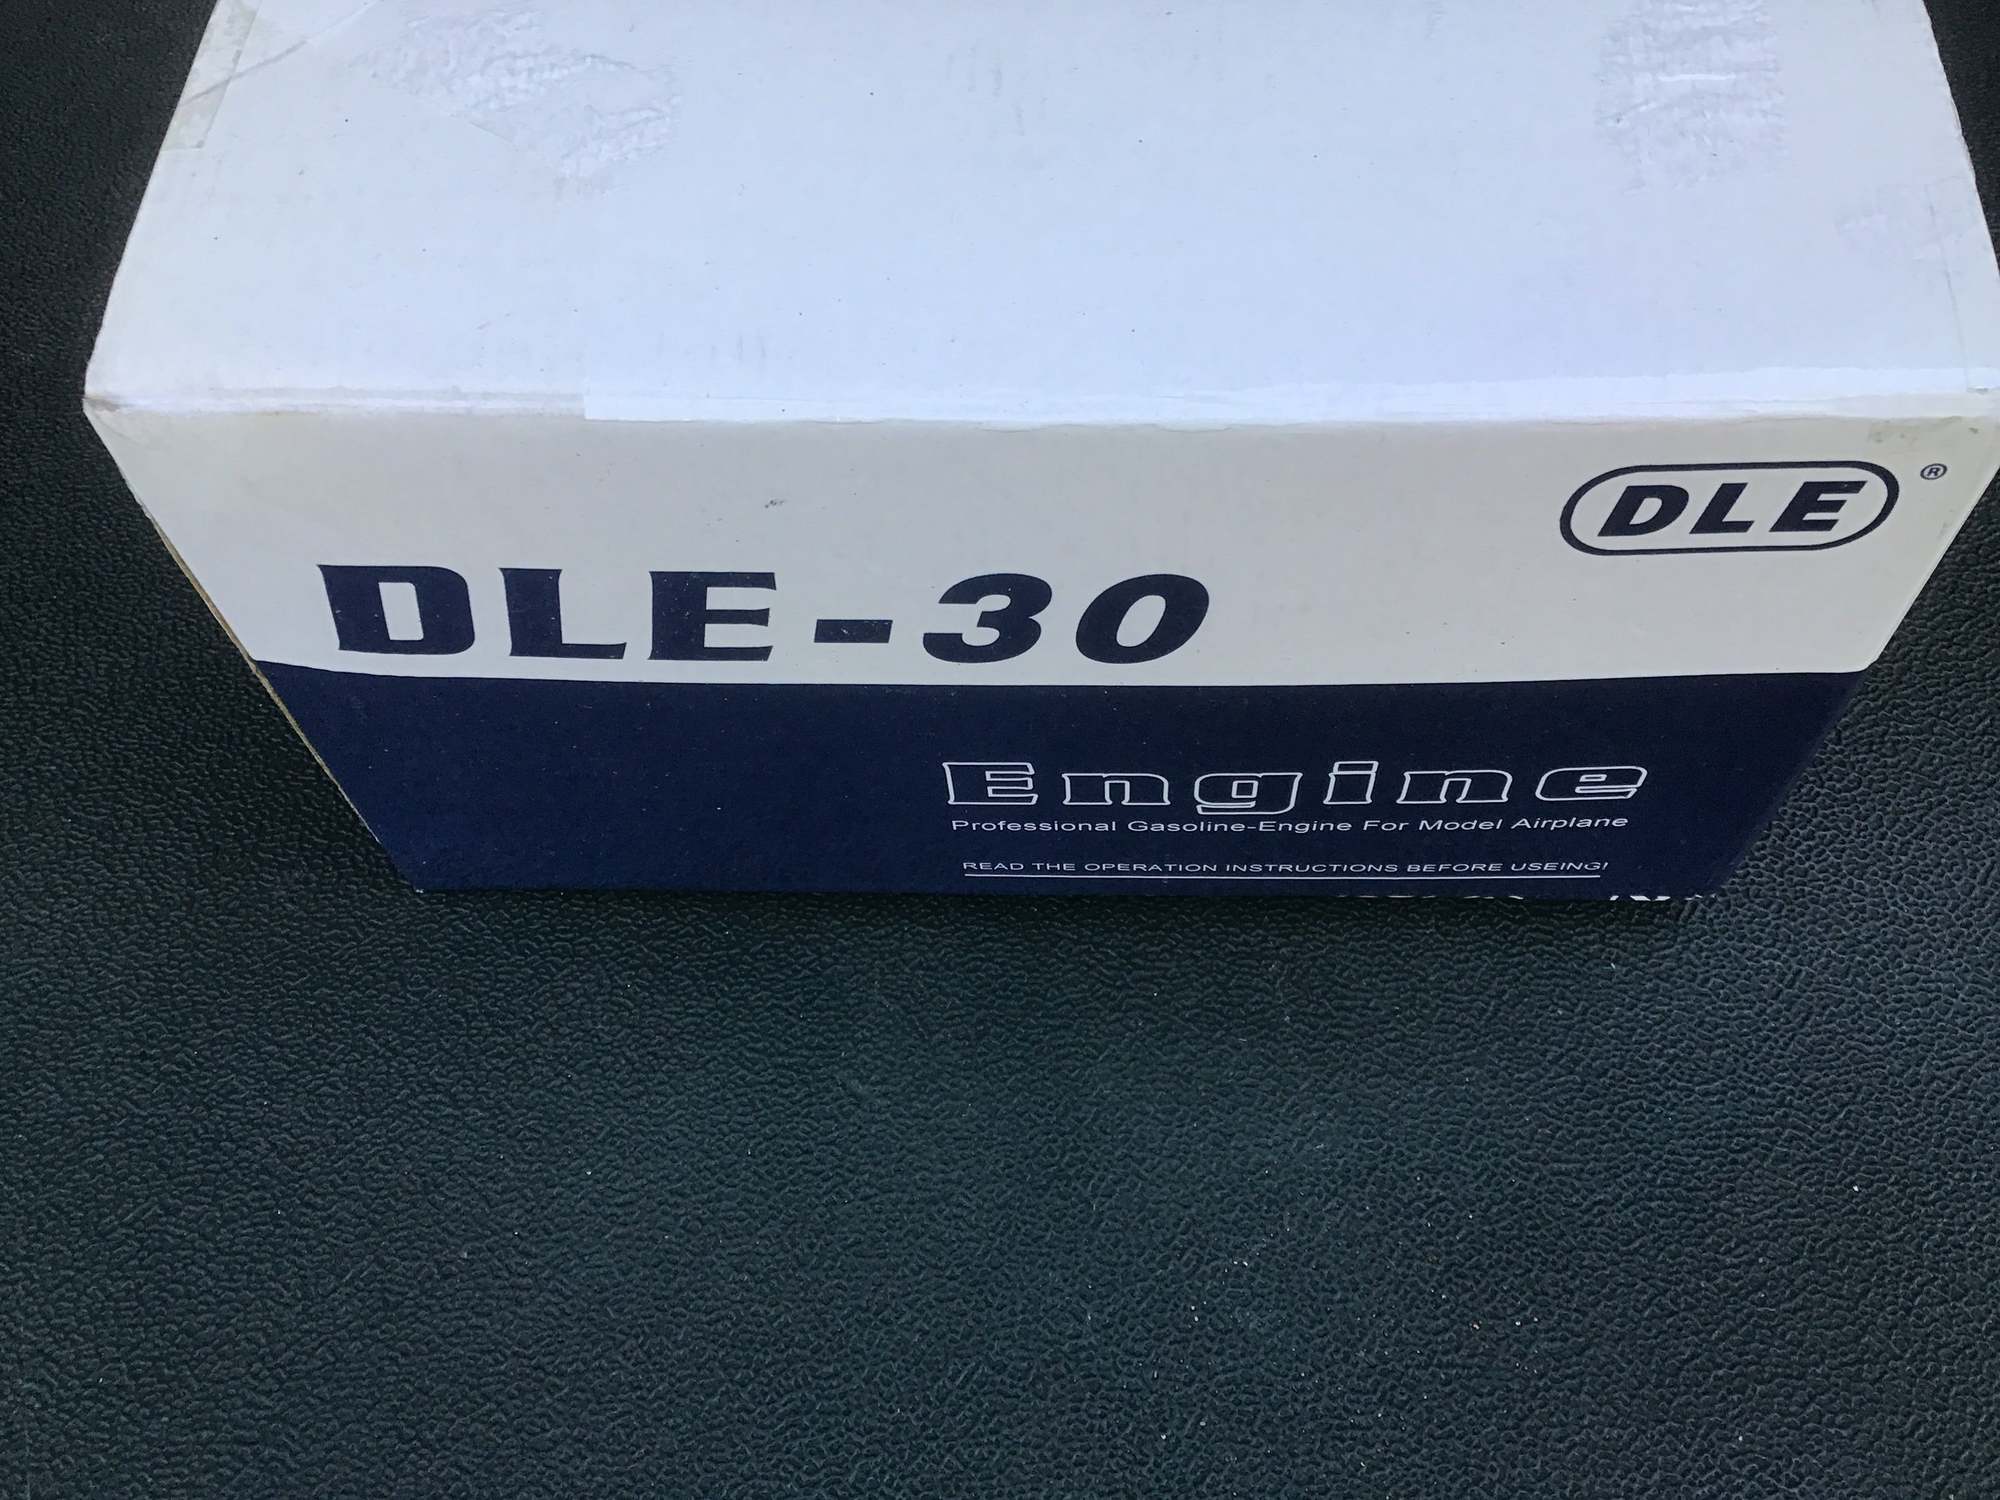 DLE ®
DLE-30
Engine
Professional Gasoline-Engine For Model Airplane
READ THE OPERATION INSTRUCTIONS BEFORE USEING!